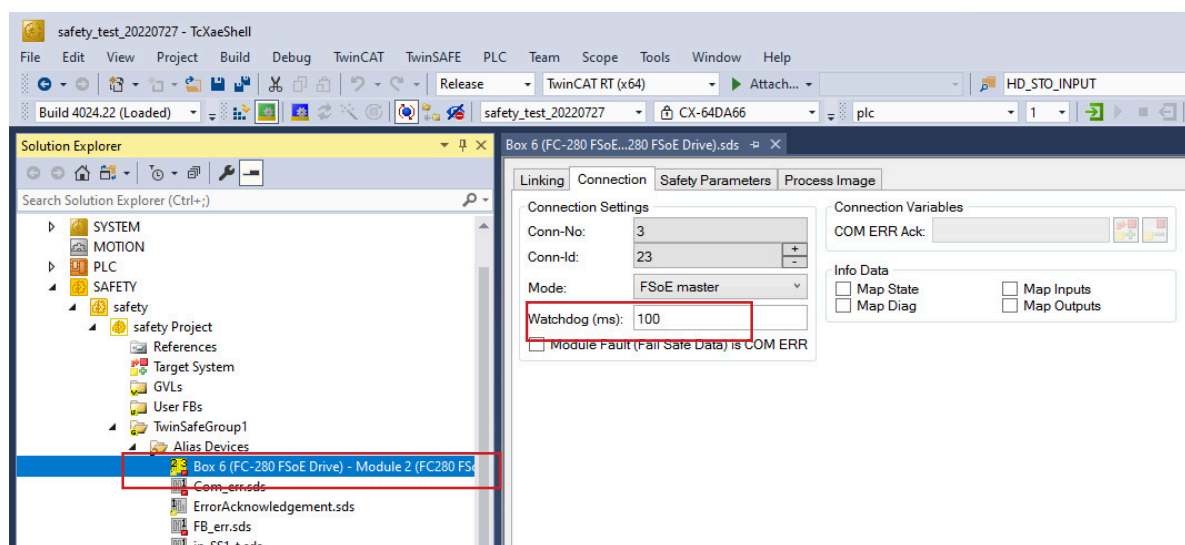 safety_test_20220727 - TcXaeShell
File Edit View Project Build Debug TwinCAT TwinSAFE PLC Team Scope Tools Window Help
Release TwinCAT RT (x64) Attach... HD_STO_INPUT
Build 4024.22 (Loaded) safety_test_20220727 CX-64DA66 plc 1
Solution Explorer
Search Solution Explorer (Ctrl+;)
SYSTEM
MOTION
PLC
SAFETY
safety
safety Project
References
Target System
GVLs
User FBs
TwinSafeGroup1
Alias Devices
Box 6 (FC-280 FSoE Drive) - Module 2 (FC280 FSo
Com_err.sds
ErrorAcknowledgement.sds
FB_err.sds
Box 6 (FC-280 FSoE...280 FSoE Drive).sds
Linking Connection Safety Parameters Process Image
Connection Settings
Conn-No: 3
Conn-Id: 23 + -
Mode: FSoE master
Watchdog (ms): 100
Module Fault (Fail Safe Data) is COM ERR
Connection Variables
COM ERR Ack:
Info Data
Map State Map Inputs
Map Diag Map Outputs